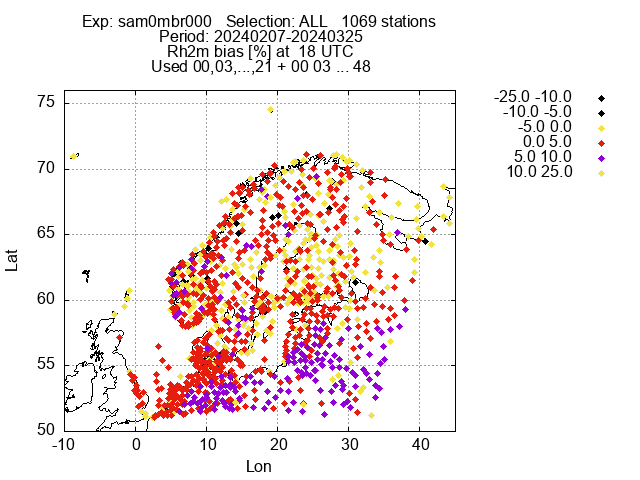 Exp: sam0mbr000   Selection: ALL   1069 stations
Period: 20240207-20240325
Rh2m bias [%] at  18 UTC
Used 00,03,...,21 + 00 03 ... 48
-25.0 -10.0
-10.0 -5.0
-5.0 0.0
0.0 5.0
5.0 10.0
10.0 25.0
75
70
65
60
55
50
Lat
-10 0 10 20 30 40
Lon